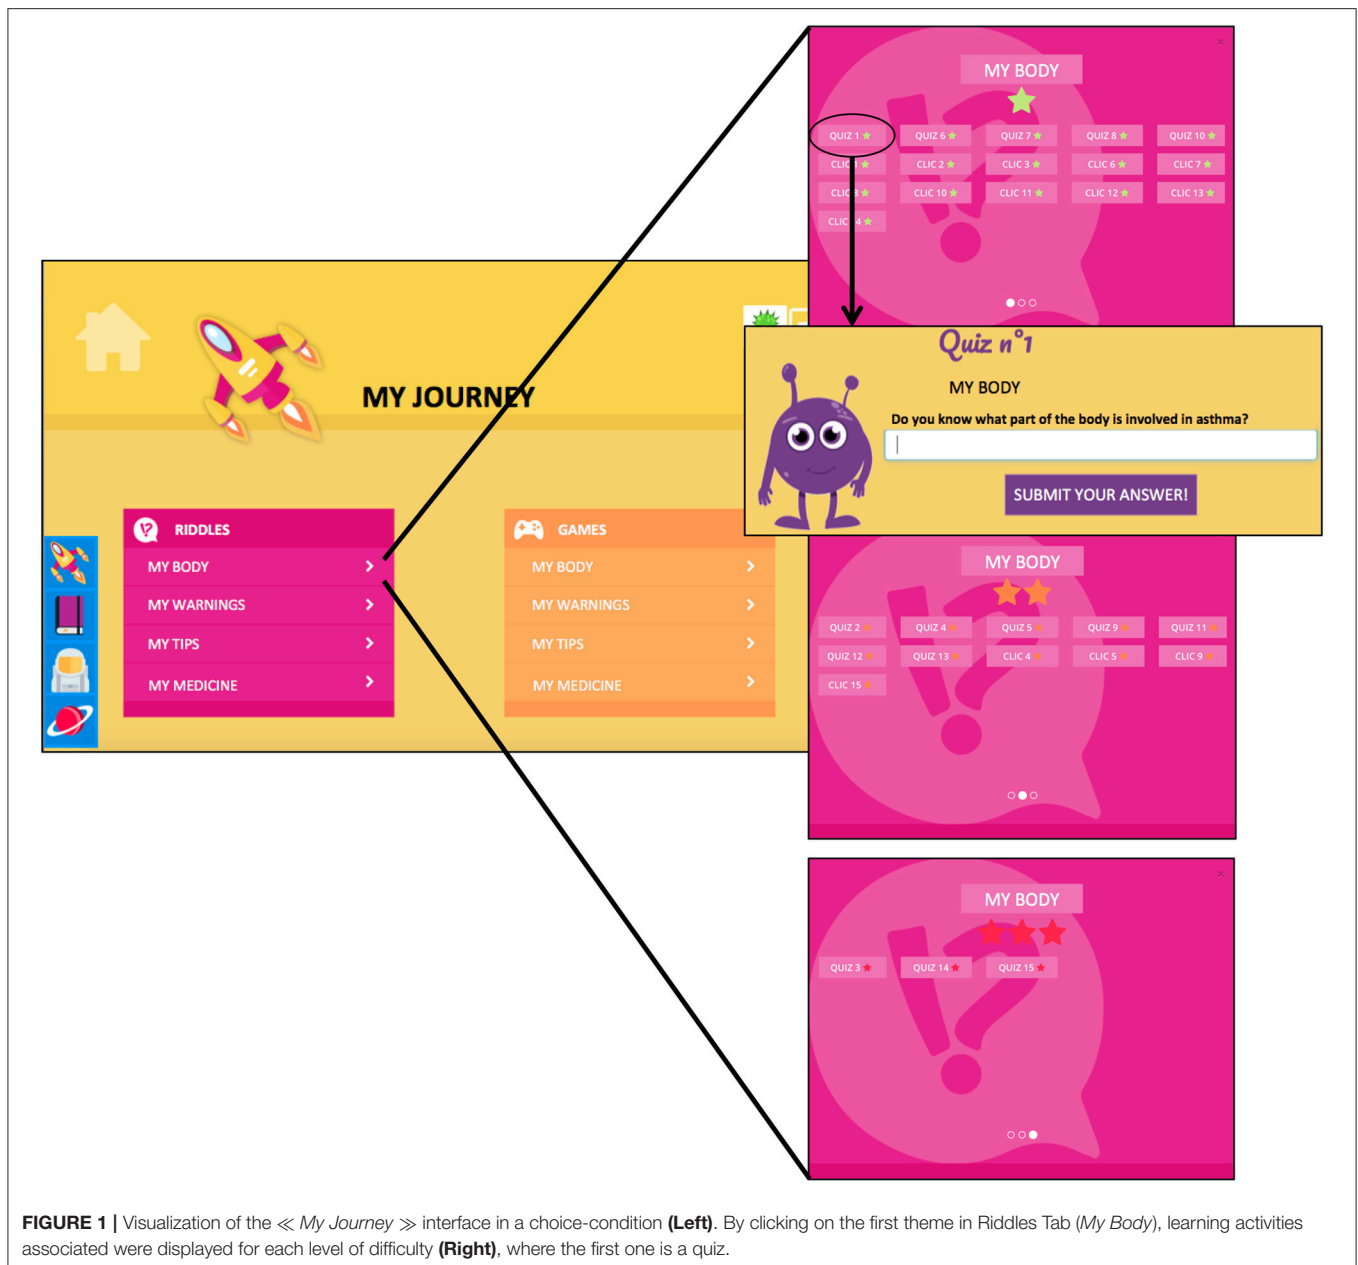 MY BODY
QUIZ 1 QUIZ 6 QUIZ 7 QUIZ 8 QUIZ 10
CLIC 1 CLIC 2 CLIC 3 CLIC 6 CLIC 7
CLIC 8 CLIC 10 CLIC 11 CLIC 12 CLIC 13
CLIC 14
MY JOURNEY
RIDDLES
MY BODY
MY WARNINGS
MY TIPS
MY MEDICINE
GAMES
MY BODY
MY WARNINGS
MY TIPS
MY MEDICINE
Quiz n°1
MY BODY
Do you know what part of the body is involved in asthma?
SUBMIT YOUR ANSWER!
MY BODY
QUIZ 2 QUIZ 4 QUIZ 5 QUIZ 9 QUIZ 11
QUIZ 12 QUIZ 13 CLIC 4 CLIC 5 CLIC 9
CLIC 15
MY BODY
QUIZ 3 QUIZ 14 QUIZ 15
FIGURE 1 | Visualization of the ≪ My Journey ≫ interface in a choice-condition (Left). By clicking on the first theme in Riddles Tab (My Body), learning activities
associated were displayed for each level of difficulty (Right), where the first one is a quiz.